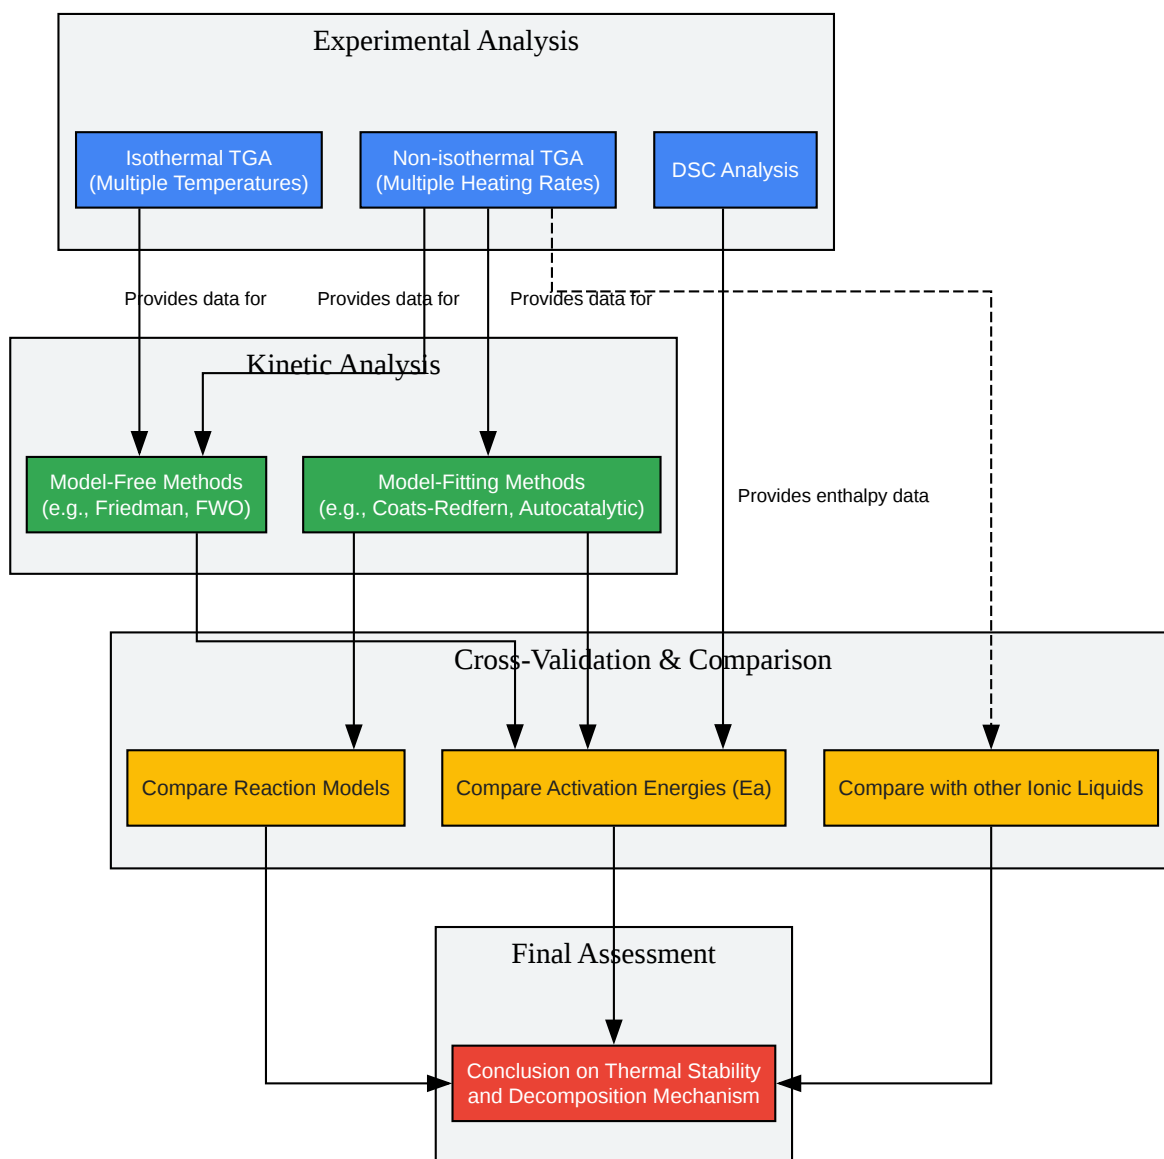 Experimental Analysis
Isothermal TGA
(Multiple Temperatures)
Non-isothermal TGA
(Multiple Heating Rates)
DSC Analysis
Provides data for
Provides data for
Provides data for
Kinetic Analysis
Model-Free Methods
(e.g., Friedman, FWO)
Model-Fitting Methods
(e.g., Coats-Redfern, Autocatalytic)
Provides enthalpy data
Cross-Validation & Comparison
Compare Reaction Models
Compare Activation Energies (Ea)
Compare with other Ionic Liquids
Final Assessment
Conclusion on Thermal Stability
and Decomposition Mechanism